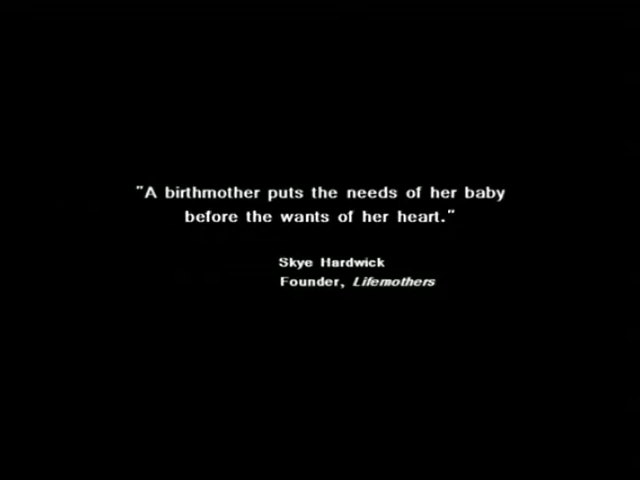 "A birthmother puts the needs of her baby
before the wants of her heart."
Skye Hardwick
Founder, Lifemothers